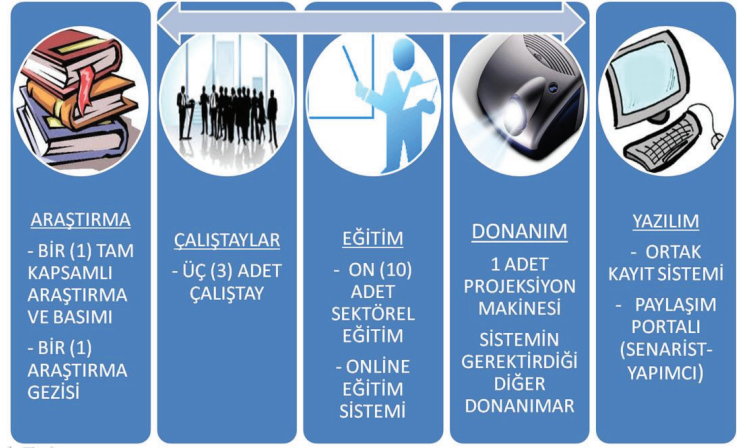 ARAŞTIRMA
- BİR (1) TAM
KAPSAMLI
ARAŞTIRMA
VE BASIMI
- BİR (1)
ARAŞTIRMA
GEZİSİ
ÇALIŞTAYLAR
- ÜÇ (3) ADET
ÇALIŞTAY
EĞİTİM
- ON (10)
ADET
SEKTÖREL
EĞİTİM
- ONLİNE
EĞİTİM
SİSTEMİ
DONANIM
1 ADET
PROJEKSİYON
MAKİNESİ
SİSTEMİN
GEREKTİRDİĞİ
DİĞER
DONANIMAR
YAZILIM
- ORTAK
KAYIT SİSTEMİ
- PAYLAŞIM
PORTALI
(SENARİST-
YAPIMCI)